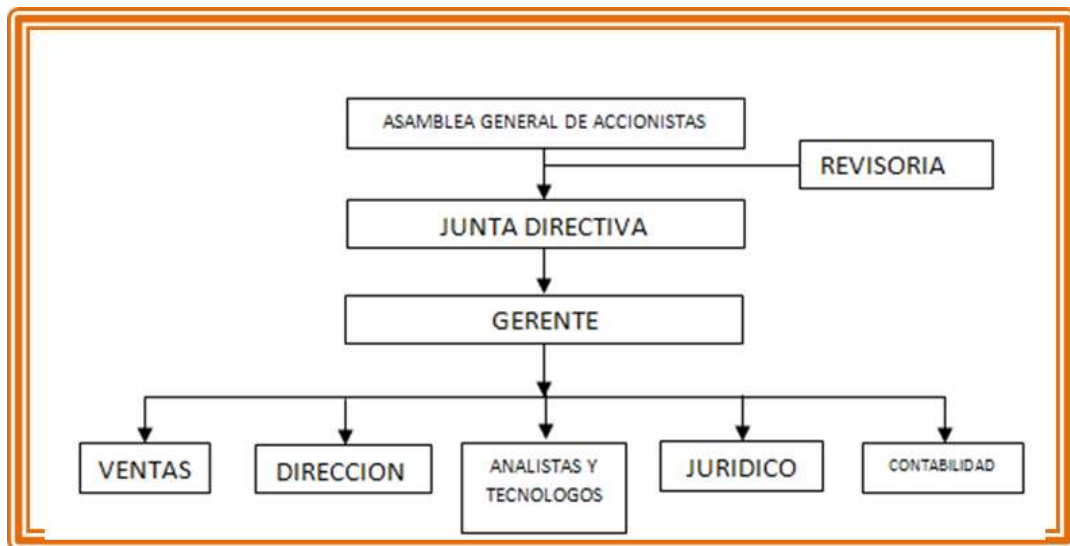 ASAMBLEA GENERAL DE ACCIONISTAS
REVISORIA
JUNTA DIRECTIVA
GERENTE
VENTAS
DIRECCION
ANALISTAS Y
TECNOLOGOS
JURIDICO
CONTABILIDAD